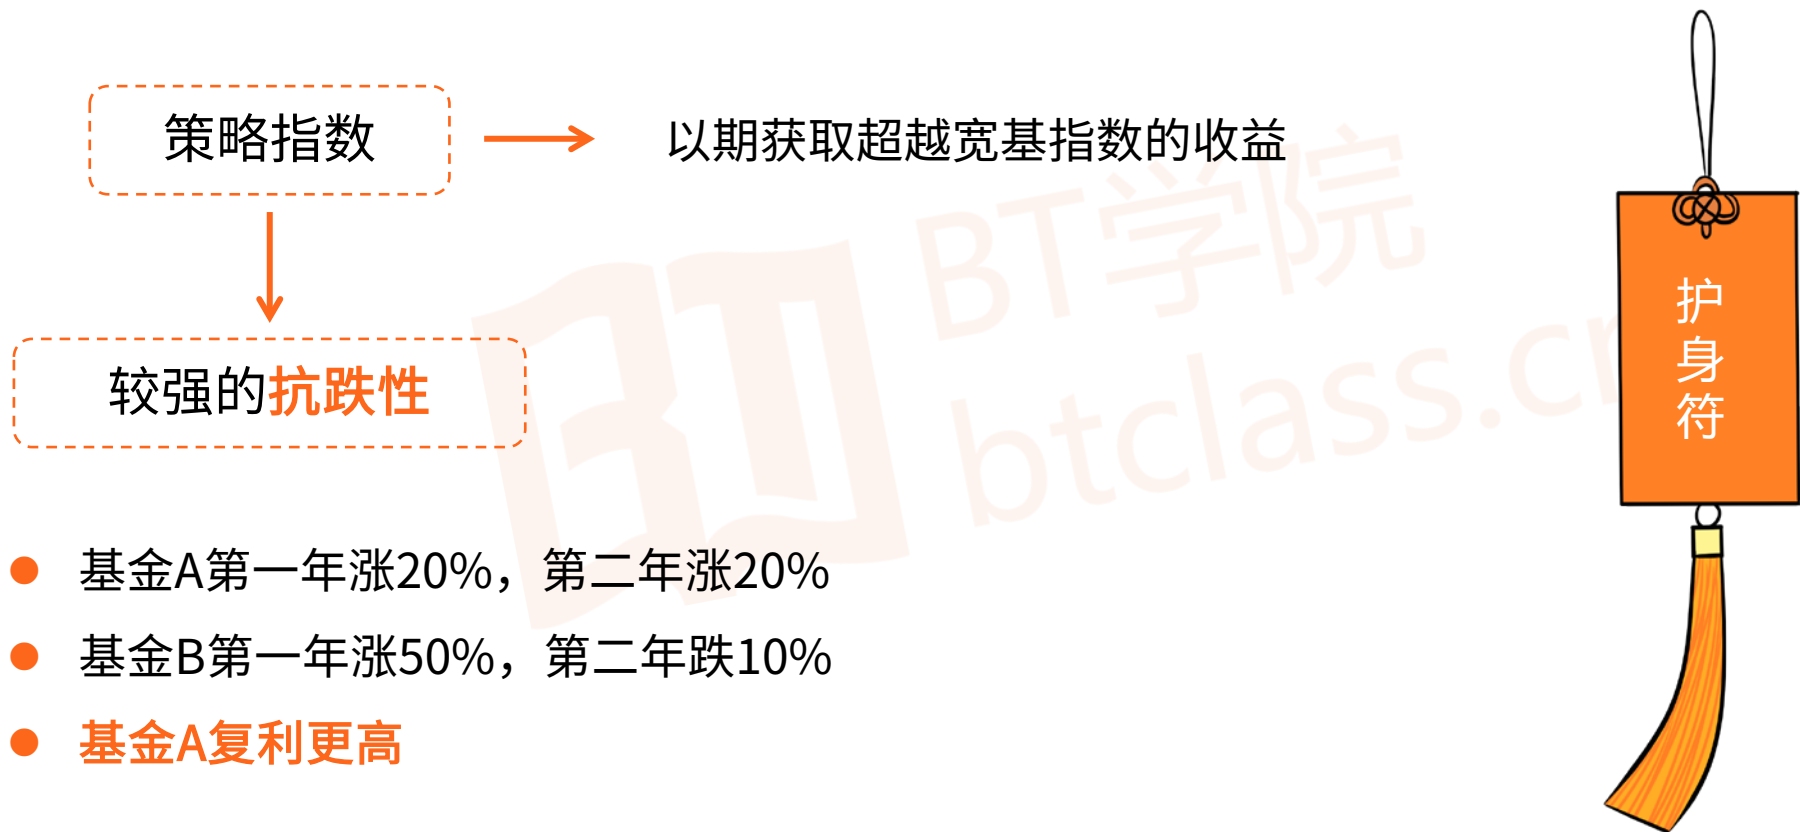 策略指数
以期获取超越宽基指数的收益
较强的抗跌性
基金A第一年涨20%，第二年涨20%
基金B第一年涨50%，第二年跌10%
基金A复利更高
护
身
符
BT学院
btclass.cn